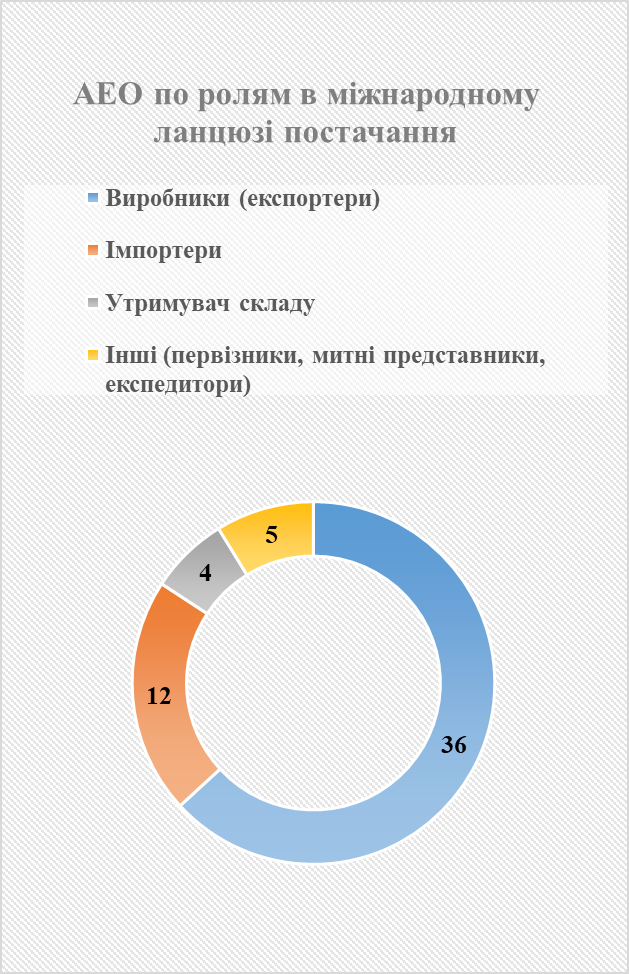 АЕО по ролям в міжнародному
ланцюзі постачання
Виробники (експортери)
Імпортери
Утримувач складу
Інші (первізники, митні представники,
експедитори)
5
4
12
36